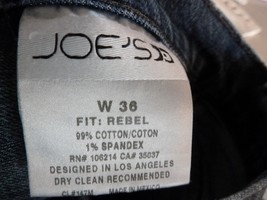 JOE'S
W 36
FIT: REBEL
99% COTTON/COTON
1% SPANDEX
RN# 106214 CA# 35037
DESIGNED IN LOS ANGELES
DRY CLEAN RECOMMENDED
MADE IN MEXICO